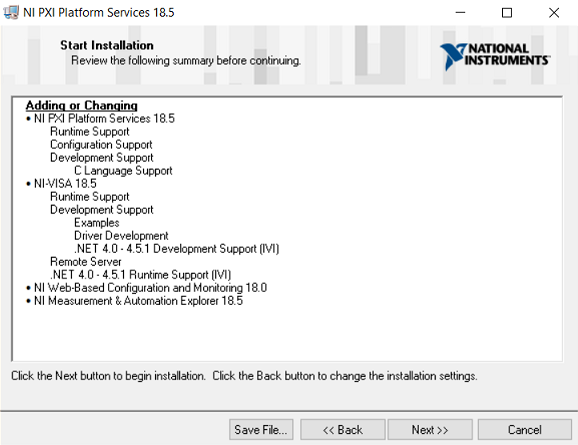 NI PXI Platform Services 18.5
Start Installation
Review the following summary before continuing.
NATIONAL
INSTRUMENTS
Adding or Changing
• NI PXI Platform Services 18.5
Runtime Support
Configuration Support
Development Support
C Language Support
• NI-VISA 18.5
Runtime Support
Development Support
Examples
Driver Development
.NET 4.0 - 4.5.1 Development Support (IVI)
Remote Server
.NET 4.0 - 4.5.1 Runtime Support (IVI)
• NI Web-Based Configuration and Monitoring 18.0
• NI Measurement & Automation Explorer 18.5
Click the Next button to begin installation.  Click the Back button to change the installation settings.
Save File... << Back Next >> Cancel